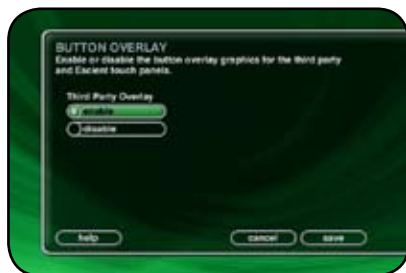 BUTTON OVERLAY
Enable or disable the button overlay graphics for the third party
and Escient touch panels.
Third Party Overlay
enable
disable
help
cancel
save